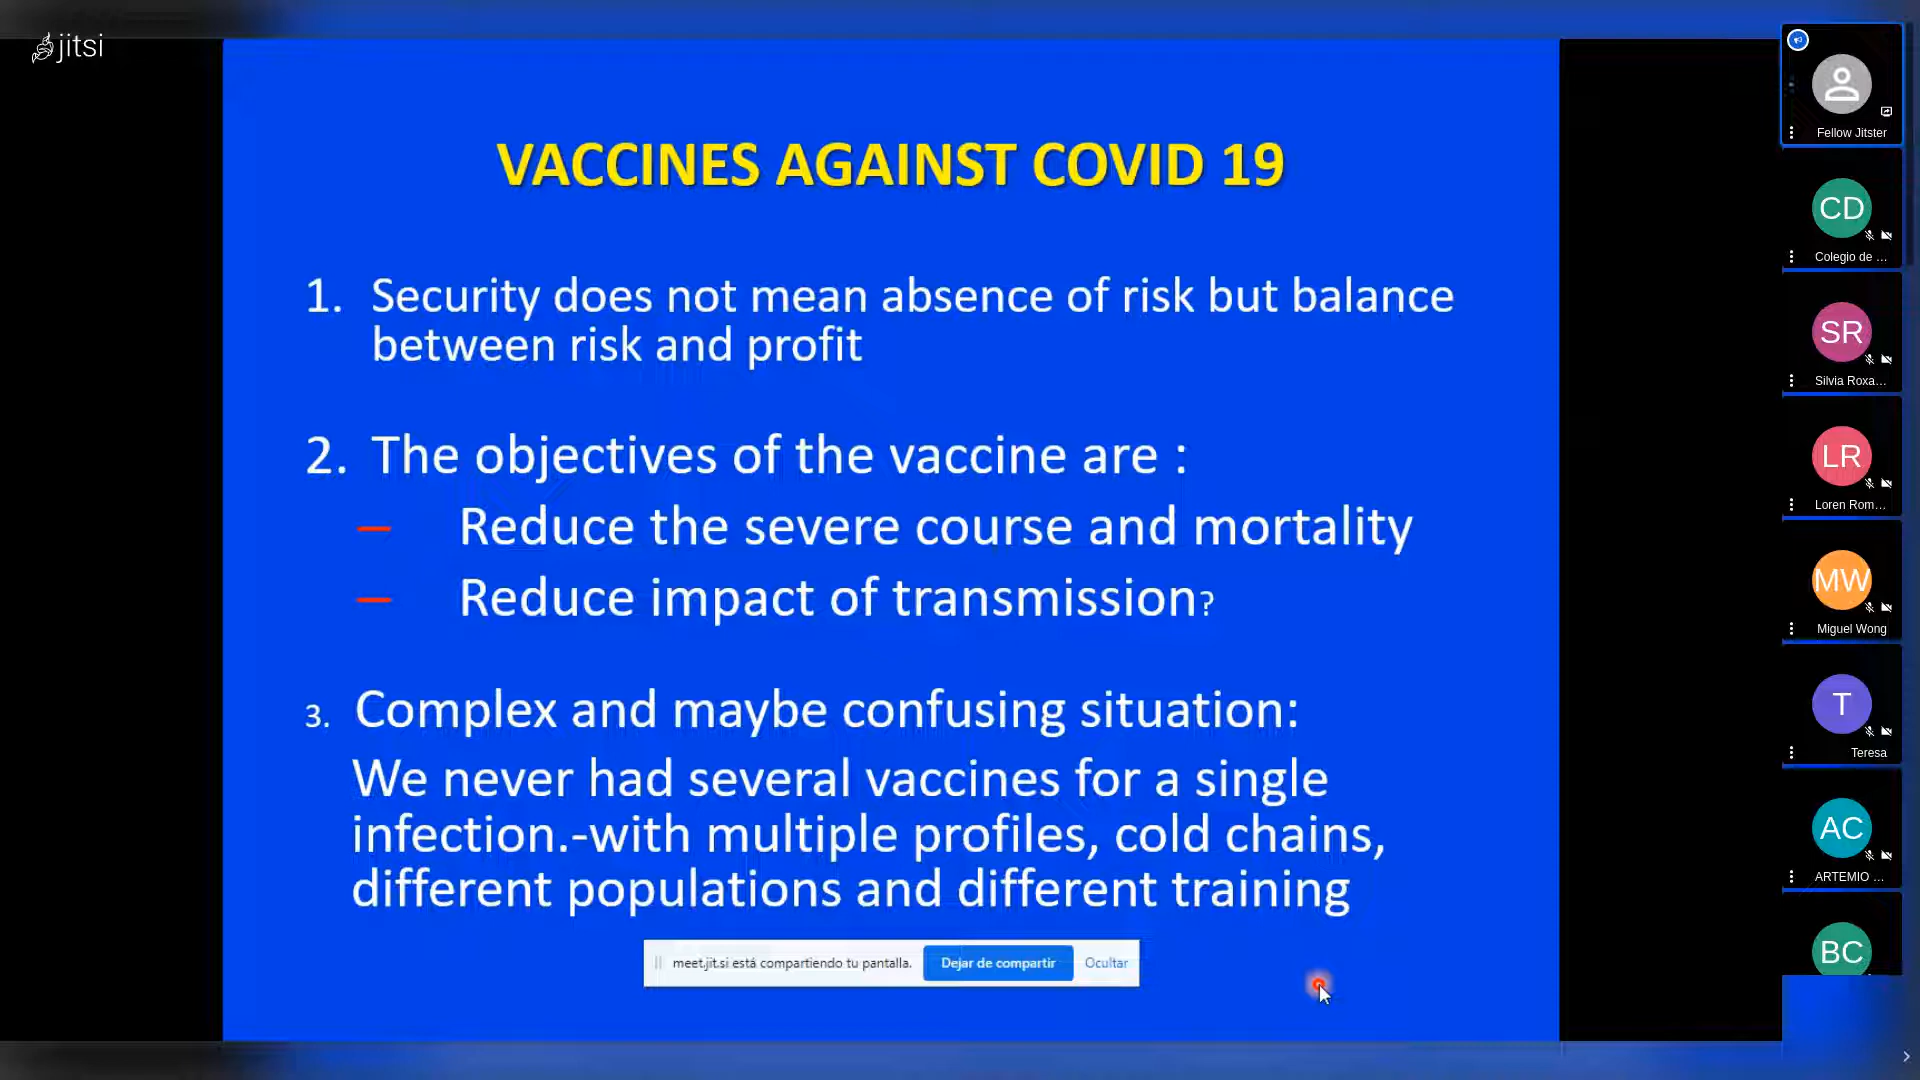 jitsi
VACCINES AGAINST COVID 19
1. Security does not mean absence of risk but balance
between risk and profit
2. The objectives of the vaccine are :
– Reduce the severe course and mortality
– Reduce impact of transmission?
3. Complex and maybe confusing situation:
We never had several vaccines for a single
infection.-with multiple profiles, cold chains,
different populations and different training
meet.jit.si está compartiendo tu pantalla. Dejar de compartir Ocultar
Fellow Jitster
CD
Colegio de ...
SR
Silvia Roxa...
LR
Loren Rom...
MW
Miguel Wong
T
Teresa
AC
ARTEMIO ...
BC